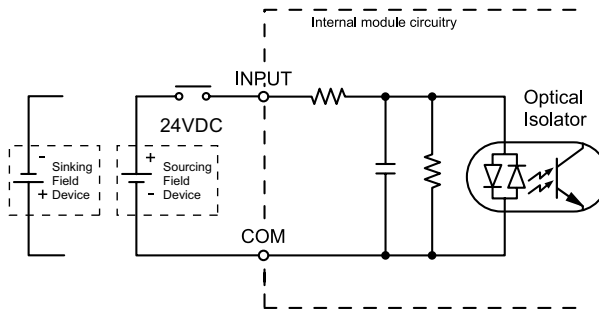 Internal module circuitry
INPUT
Optical
Isolator
24VDC
-
Sinking
Field
+ Device
+
Sourcing
Field
- Device
COM